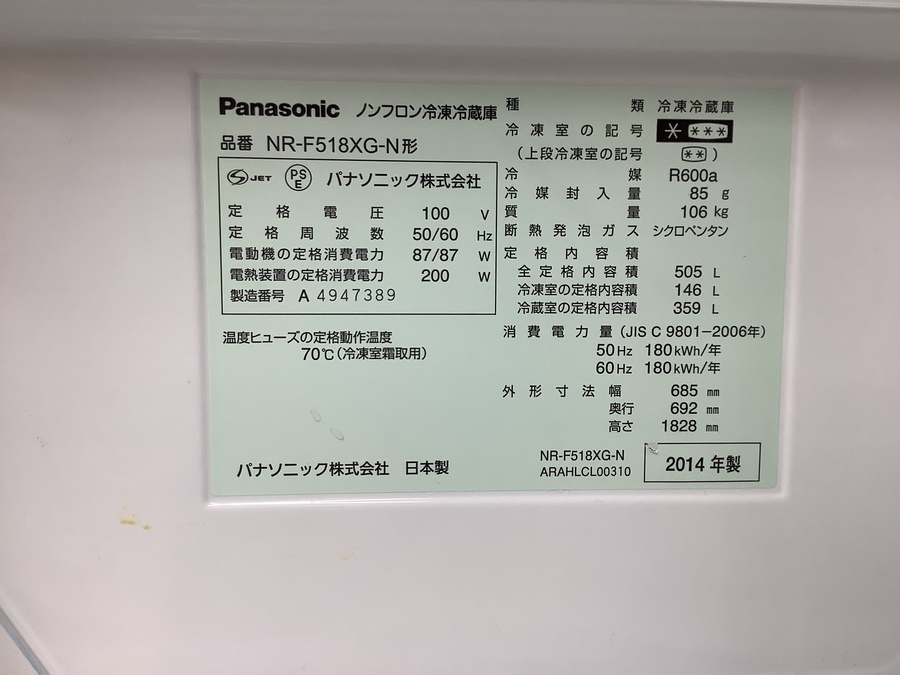 Panasonic ノンフロン冷凍冷蔵庫
品番 NR-F518XG-N形
S JET PS E パナソニック株式会社
定格電圧 100 V
定格周波数 50/60 Hz
電動機の定格消費電力 87/87 W
電熱装置の定格消費電力 200 W
製造番号 A 4947389
温度ヒューズの定格動作温度
70℃(冷凍室霜取用)
パナソニック株式会社 日本製
種類 冷凍冷蔵庫
冷凍室の記号 * ***
(上段冷凍室の記号 ** )
冷媒 R600a
冷媒封入量 85 g
質量 106 kg
断熱発泡ガス シクロペンタン
定格内容積
全定格内容積 505 L
冷凍室の定格内容積 146 L
冷蔵室の定格内容積 359 L
消費電力量(JIS C 9801−2006年)
50Hz 180kWh/年
60Hz 180kWh/年
外形寸法幅 685 ㎜
奥行 692 ㎜
高さ 1828 ㎜
NR-F518XG-N
ARAHLCL00310
2014年製